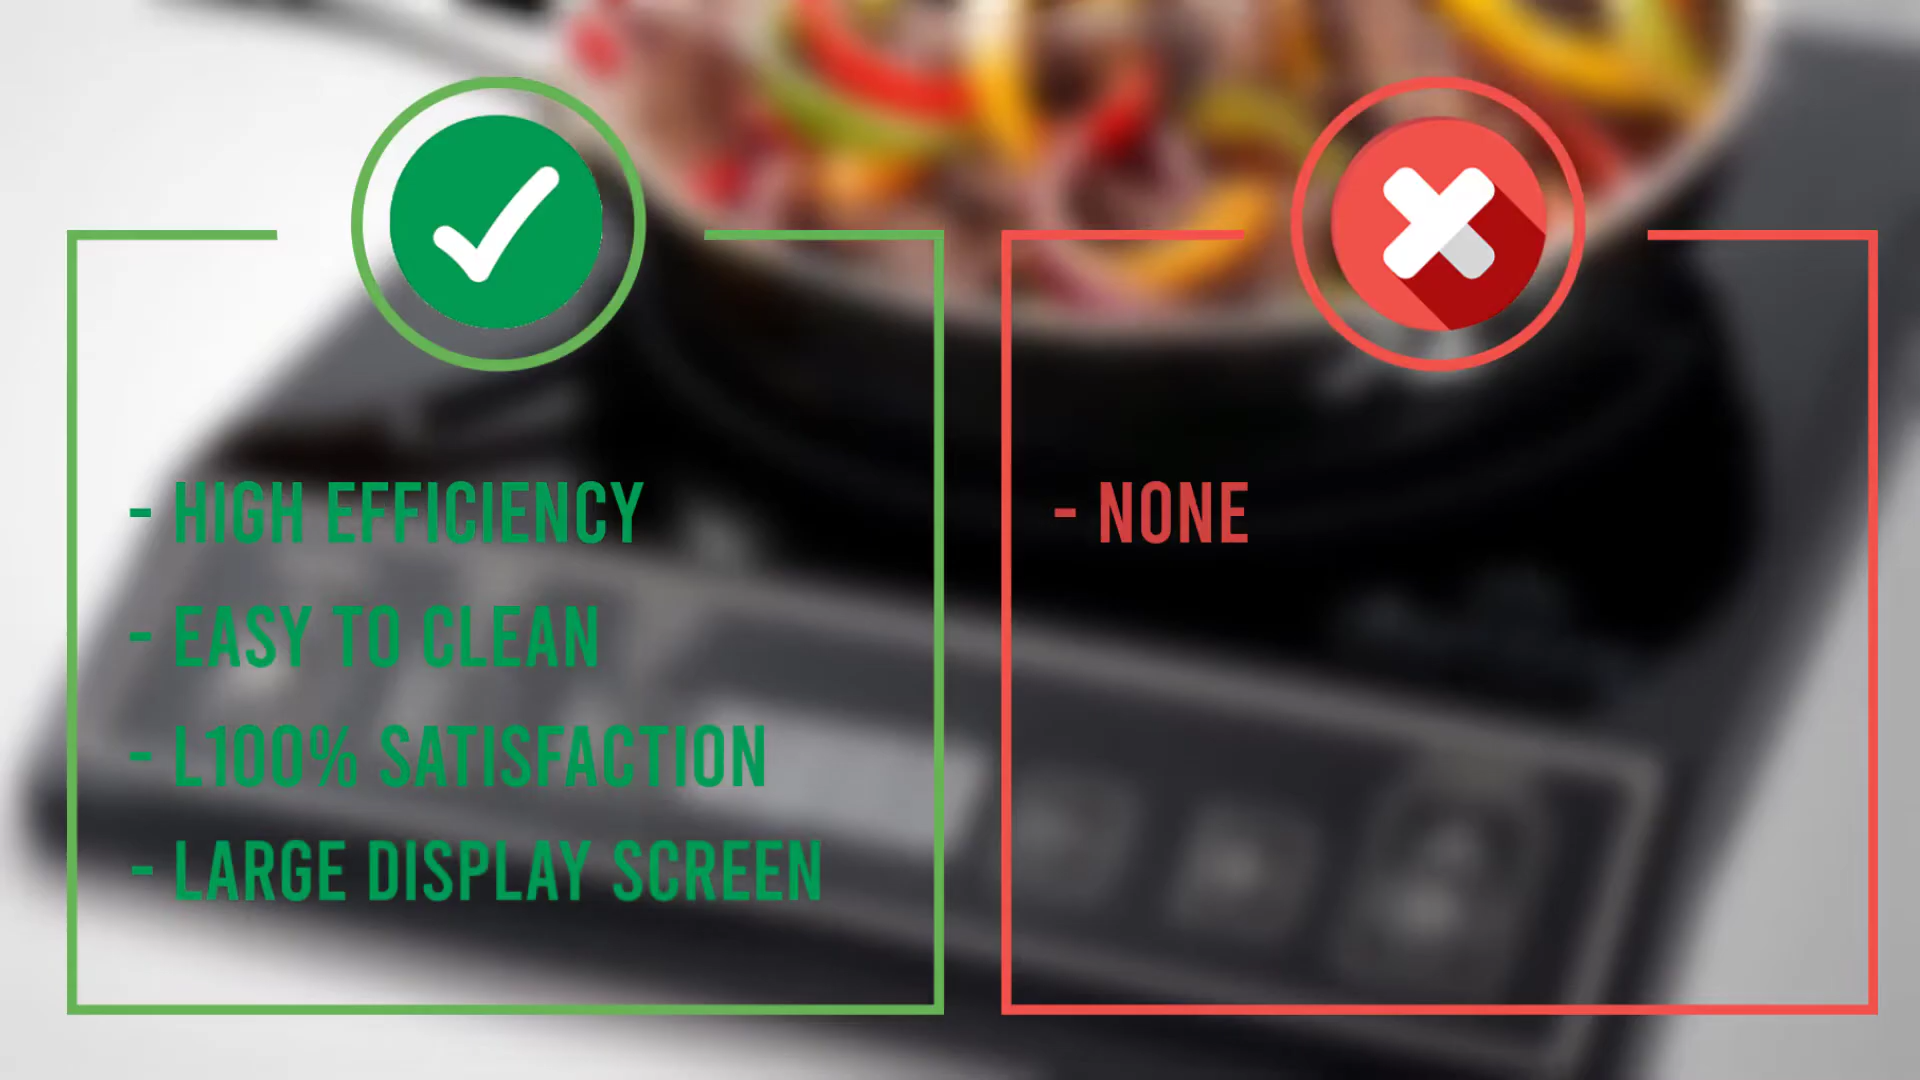 - HIGH EFFICIENCY
- EASY TO CLEAN
- L100% SATISFACTION
- LARGE DISPLAY SCREEN
- NONE